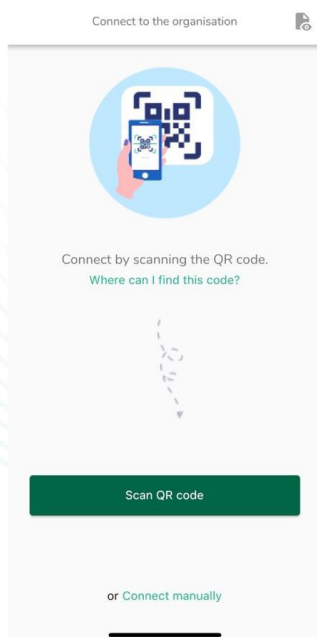 Connect to the organisation
Connect by scanning the QR code.
Where can I find this code?
Scan QR code
or Connect manually